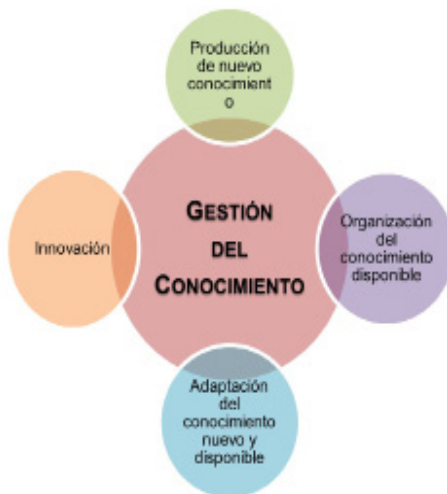 Producción
de nuevo
conocimient
o
GESTIÓN
DEL
CONOCIMIENTO
Innovación
Organización
del
conocimiento
disponible
Adaptación
del
conocimiento
nuevo y
disponible